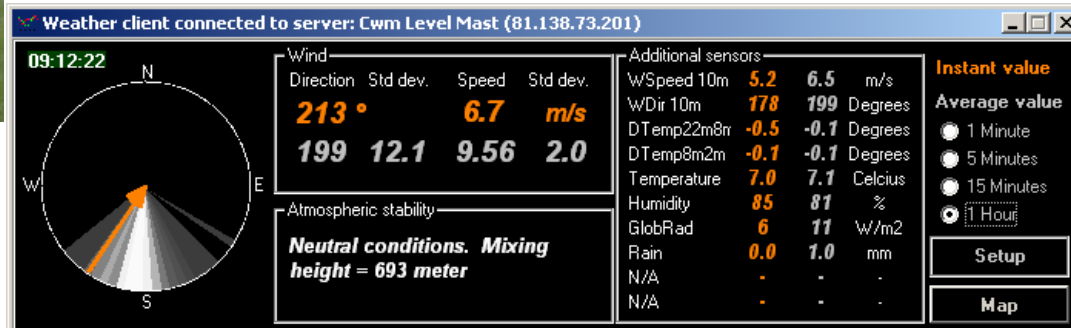 Weather client connected to server: Cwm Level Mast (81.138.73.201)
09:12:22
N
W
E
S
Wind
Direction Std dev. Speed Std dev.
213 ° 6.7 m/s
199 12.1 9.56 2.0
Atmospheric stability
Neutral conditions. Mixing
height = 693 meter
Additional sensors
WSpeed 10m 5.2 6.5 m/s
WDir 10m 178 199 Degrees
DTemp22m8m -0.5 -0.1 Degrees
DTemp8m2m -0.1 -0.1 Degrees
Temperature 7.0 7.1 Celcius
Humidity 85 81 %
GlobRad 6 11 W/m2
Rain 0.0 1.0 mm
N/A - - -
N/A - - -
Instant value
Average value
1 Minute
5 Minutes
15 Minutes
1 Hour
Setup
Map